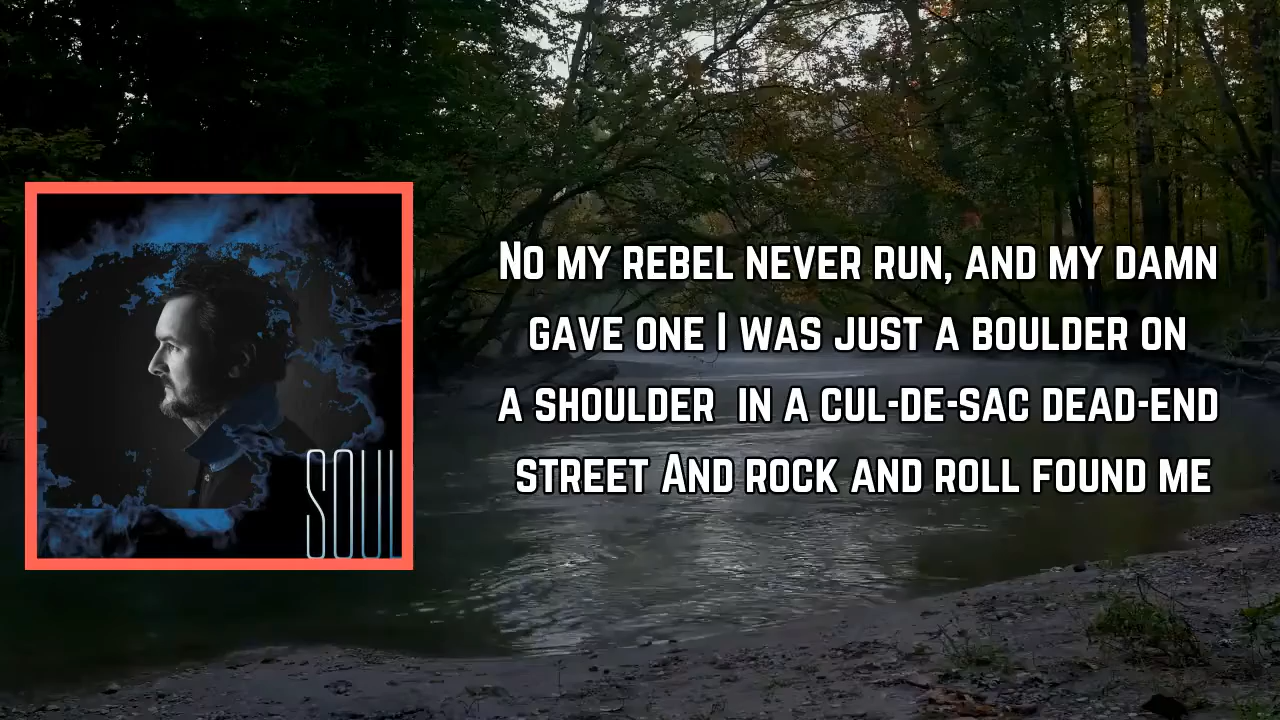 SOUL
No my rebel never run, and my damn
gave one I was just a boulder on
a shoulder  in a cul-de-sac dead-end
street And rock and roll found me